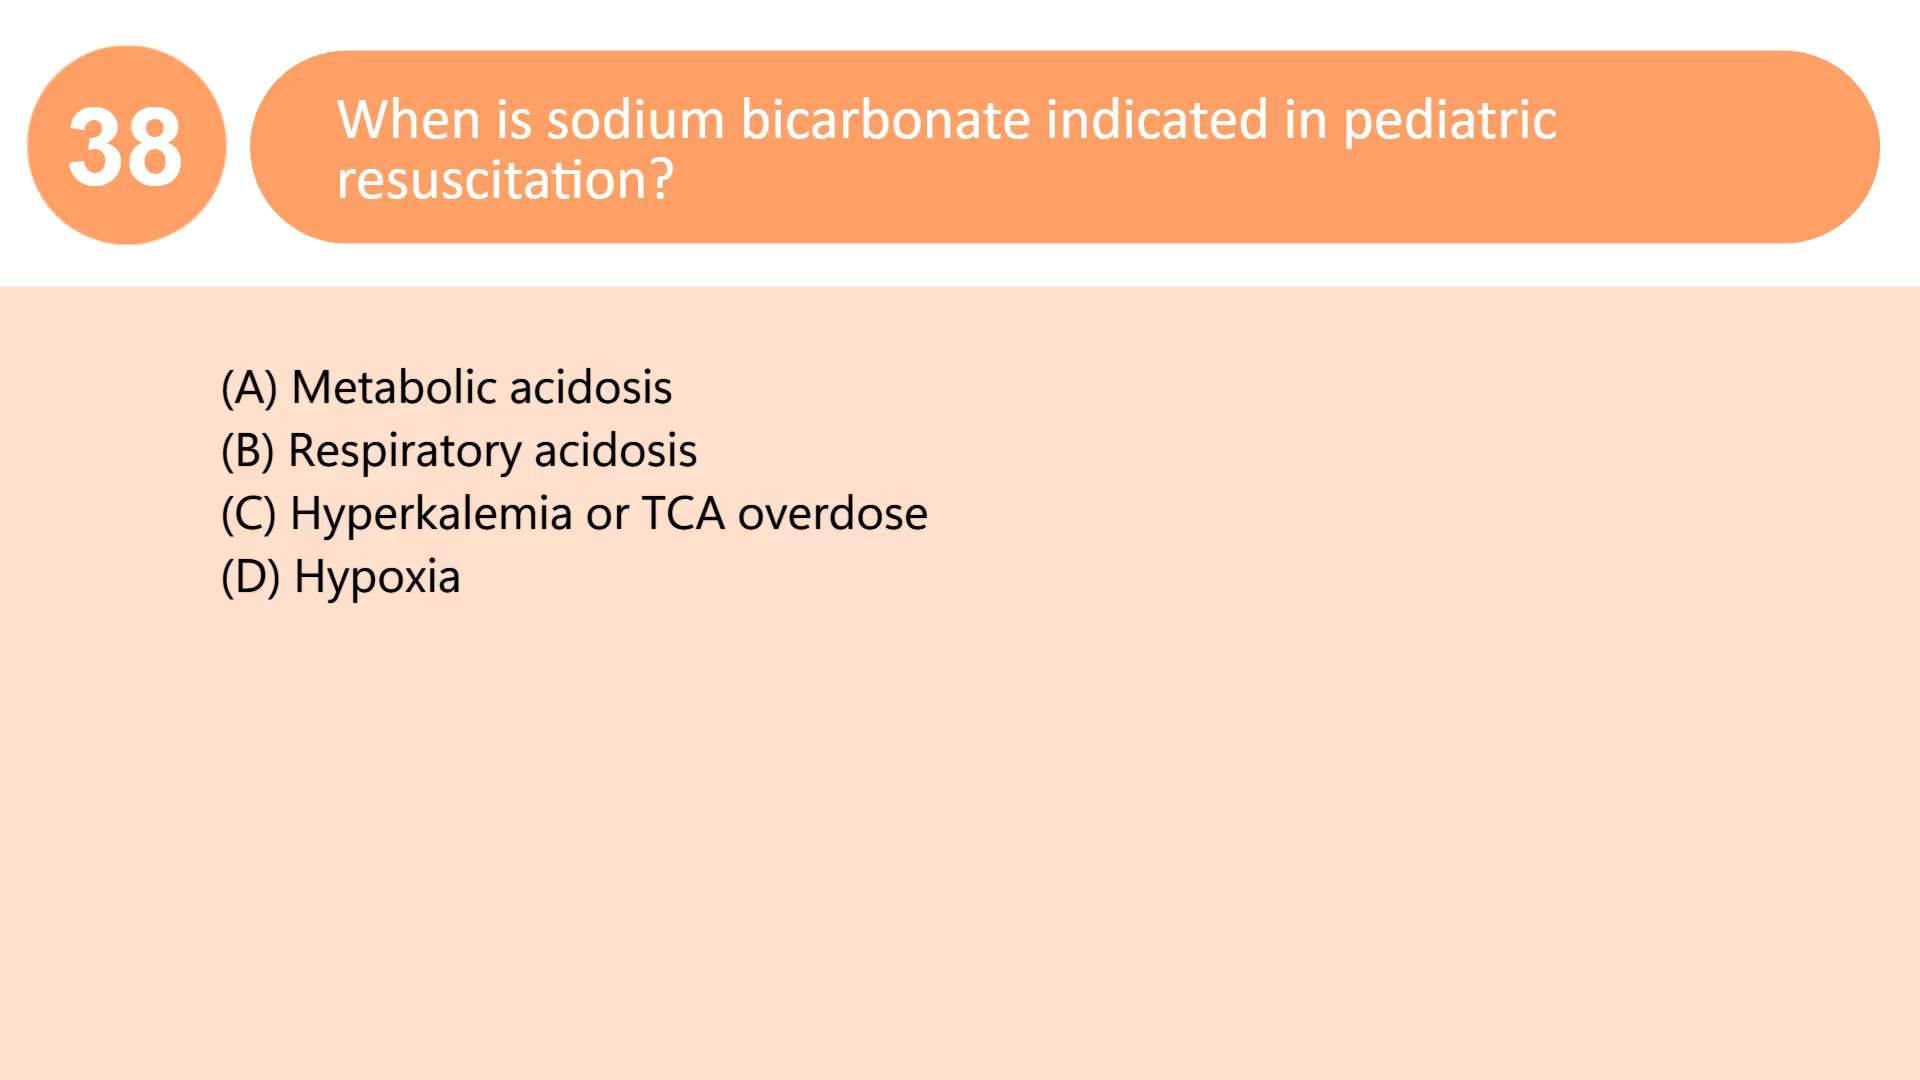 38
When is sodium bicarbonate indicated in pediatric
resuscitation?
(A) Metabolic acidosis
(B) Respiratory acidosis
(C) Hyperkalemia or TCA overdose
(D) Hypoxia